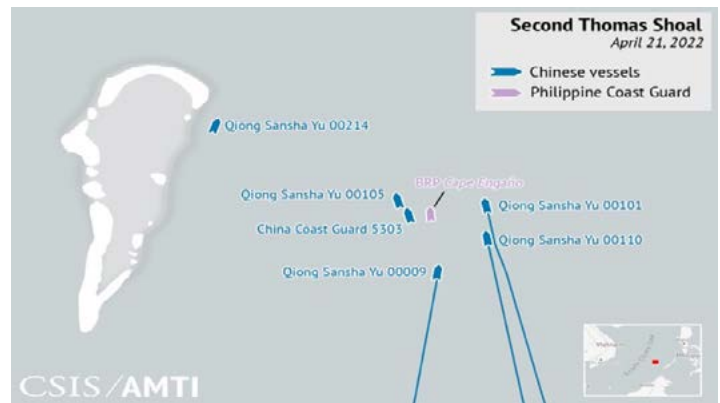 Second Thomas Shoal
April 21, 2022
Chinese vessels
Philippine Coast Guard
Qiong Sansha Yu 00214
BRP Cape Engaño
Qiong Sansha Yu 00105
Qiong Sansha Yu 00101
China Coast Guard 5303
Qiong Sansha Yu 00110
Qiong Sansha Yu 00009
CSIS/AMTI